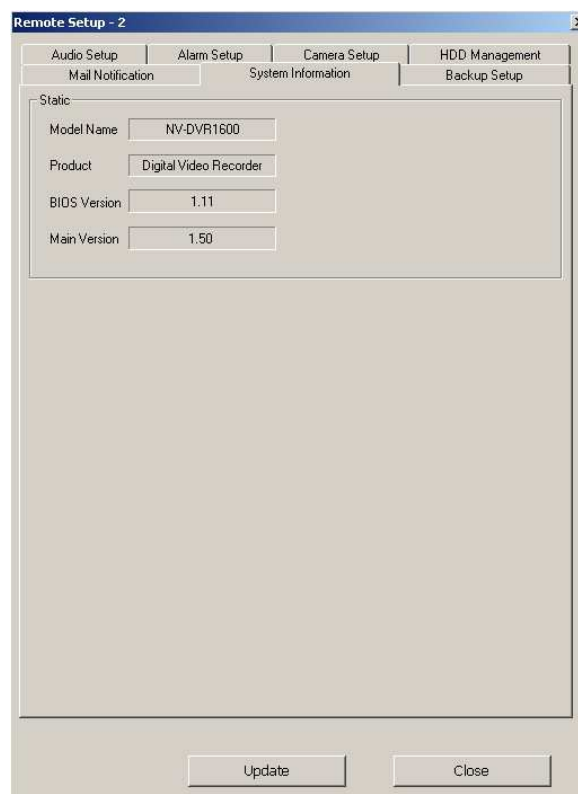 Remote Setup - 2
Audio Setup Alarm Setup Camera Setup HDD Management
Mail Notification System Information Backup Setup
Static
Model Name NV-DVR1600
Product Digital Video Recorder
BIOS Version 1.11
Main Version 1.50
Update Close